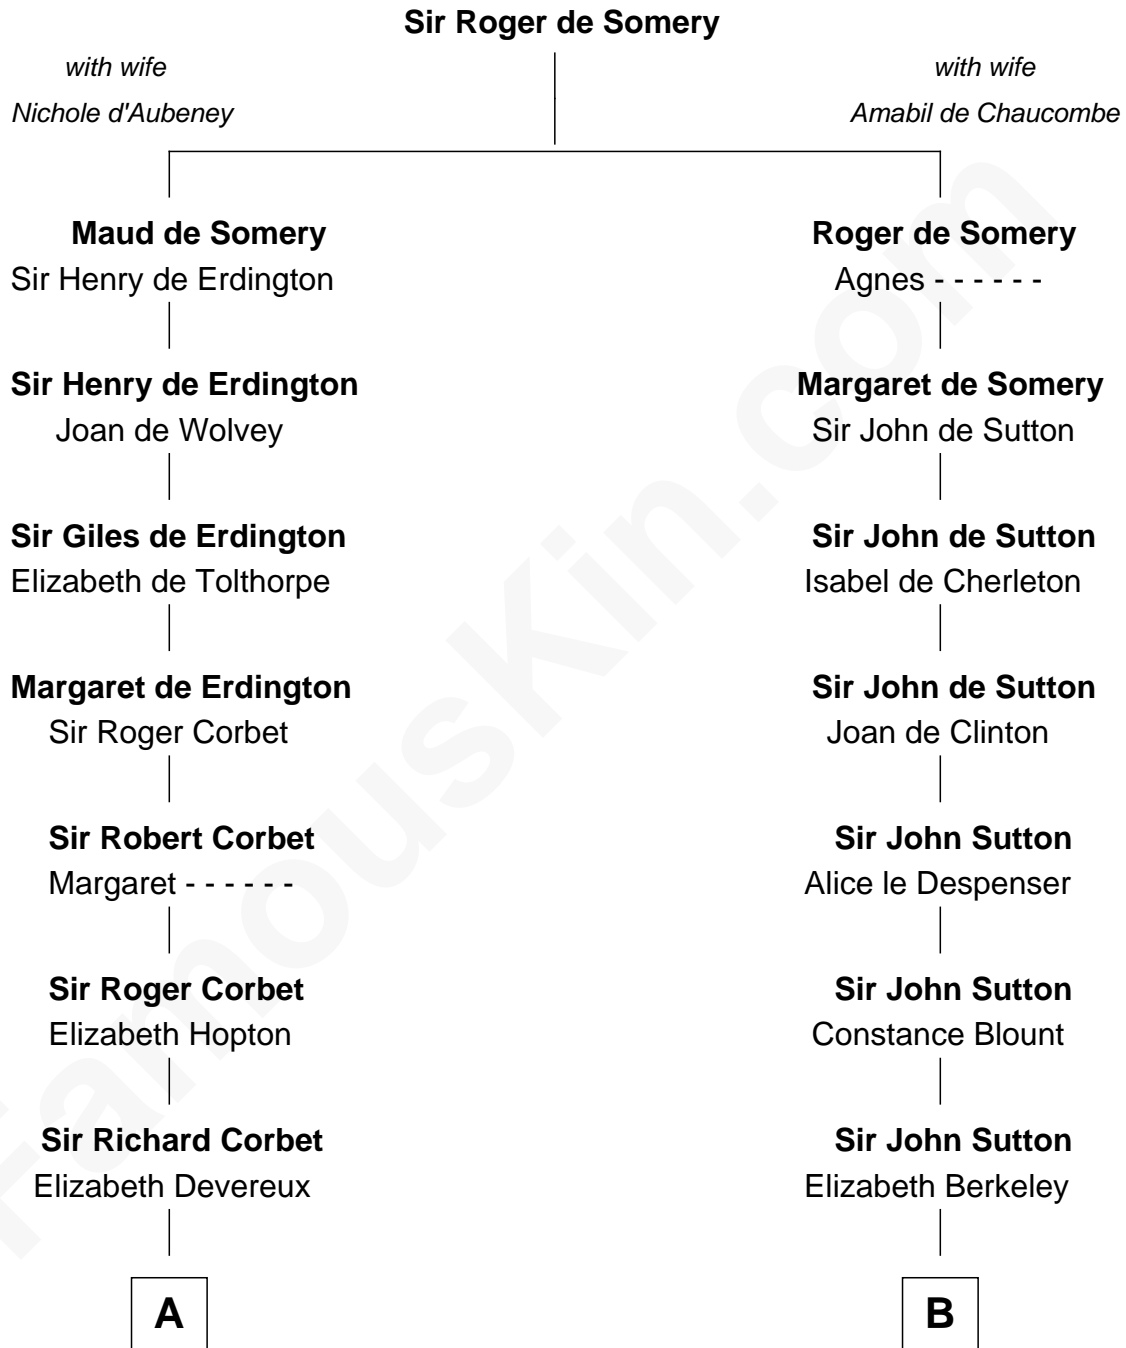 Sir Roger de Somery
with wife
Nichole d'Aubeney
with wife
Amabil de Chaucombe
Maud de Somery
Sir Henry de Erdington
Roger de Somery
Agnes - - - - - -
Sir Henry de Erdington
Joan de Wolvey
Margaret de Somery
Sir John de Sutton
Sir Giles de Erdington
Elizabeth de Tolthorpe
Sir John de Sutton
Isabel de Cherleton
Margaret de Erdington
Sir Roger Corbet
Sir John de Sutton
Joan de Clinton
Sir Robert Corbet
Margaret - - - - - -
Sir John Sutton
Alice le Despenser
Sir Roger Corbet
Elizabeth Hopton
Sir John Sutton
Constance Blount
Sir Richard Corbet
Elizabeth Devereux
Sir John Sutton
Elizabeth Berkeley
A
B
FamousKin.com